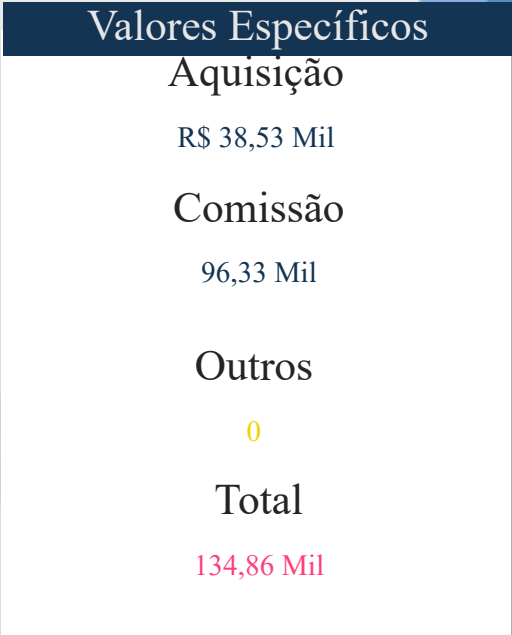 Valores Específicos
Aquisição
R$ 38,53 Mil
Comissão
96,33 Mil
Outros
0
Total
134,86 Mil